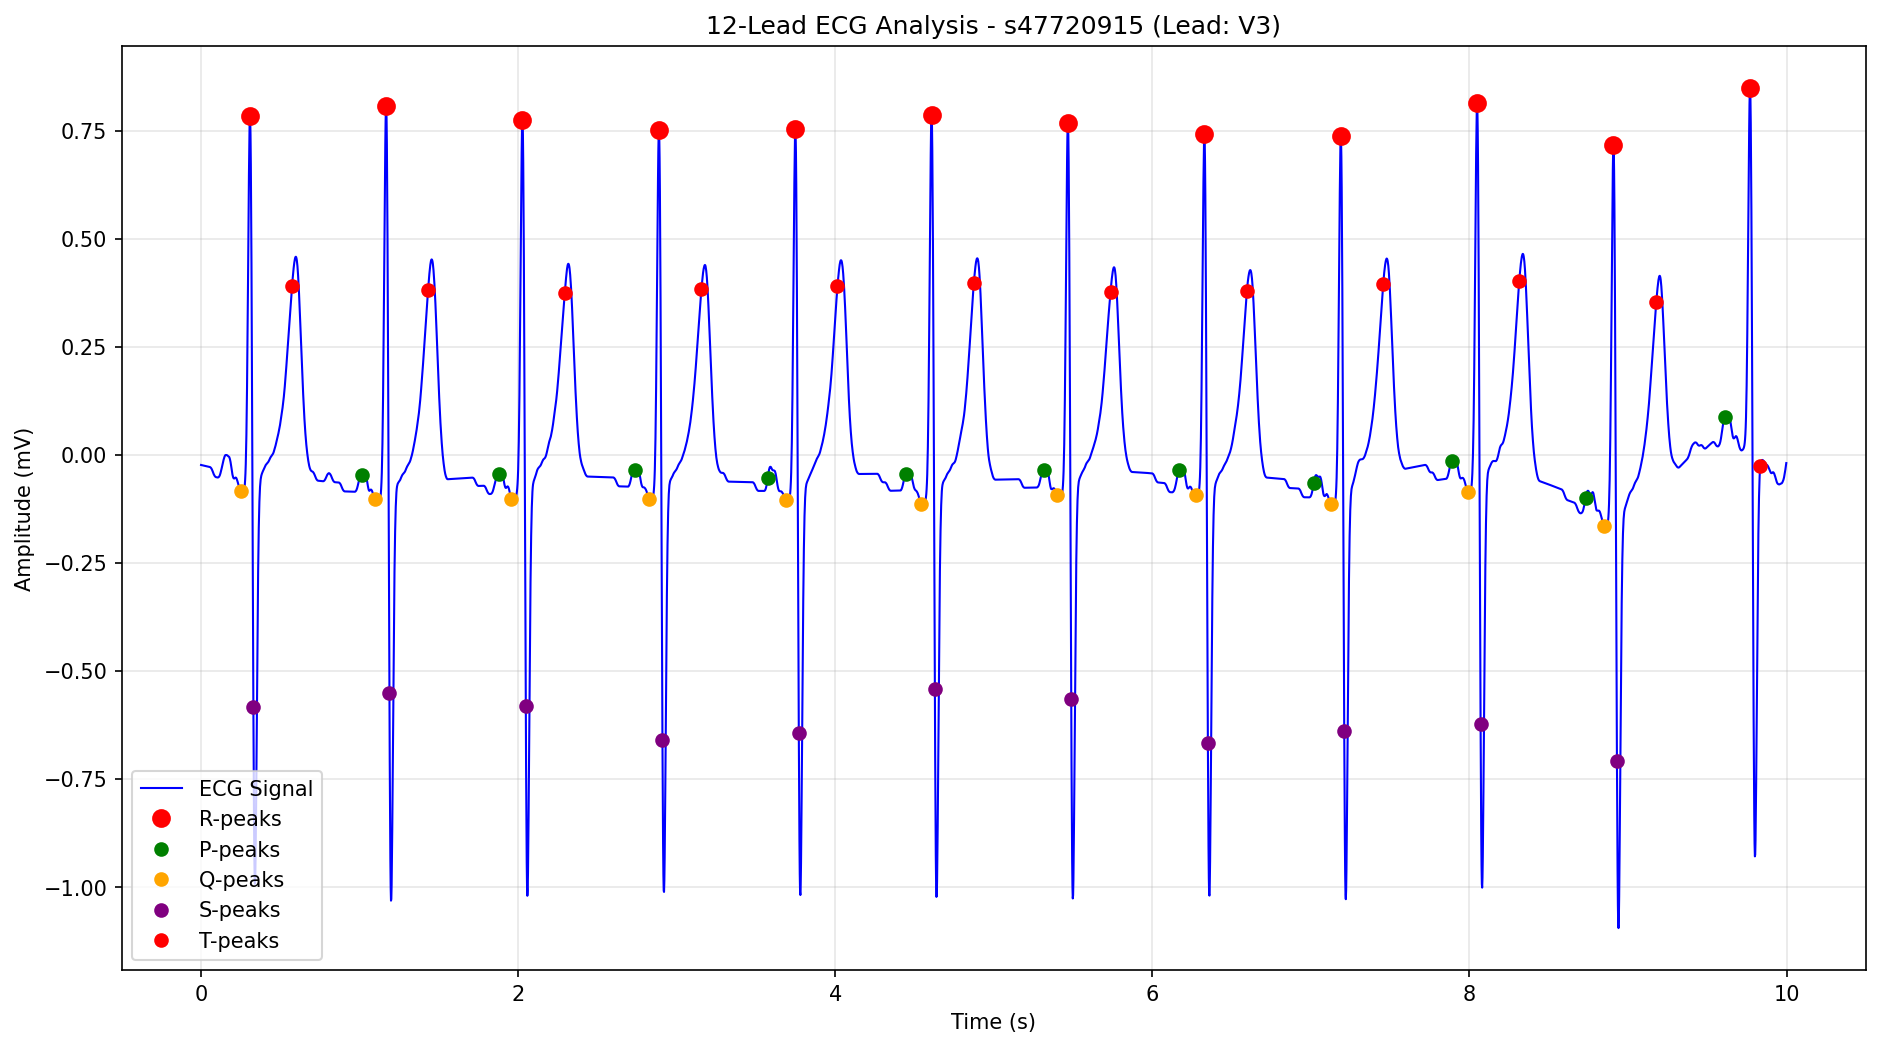 12-Lead ECG Analysis - s47720915 (Lead: V3)
Amplitude (mV)
0.75
0.50
0.25
0.00
−0.25
−0.50
−0.75
−1.00
ECG Signal
R-peaks
P-peaks
Q-peaks
S-peaks
T-peaks
0 2 4 6 8 10
Time (s)